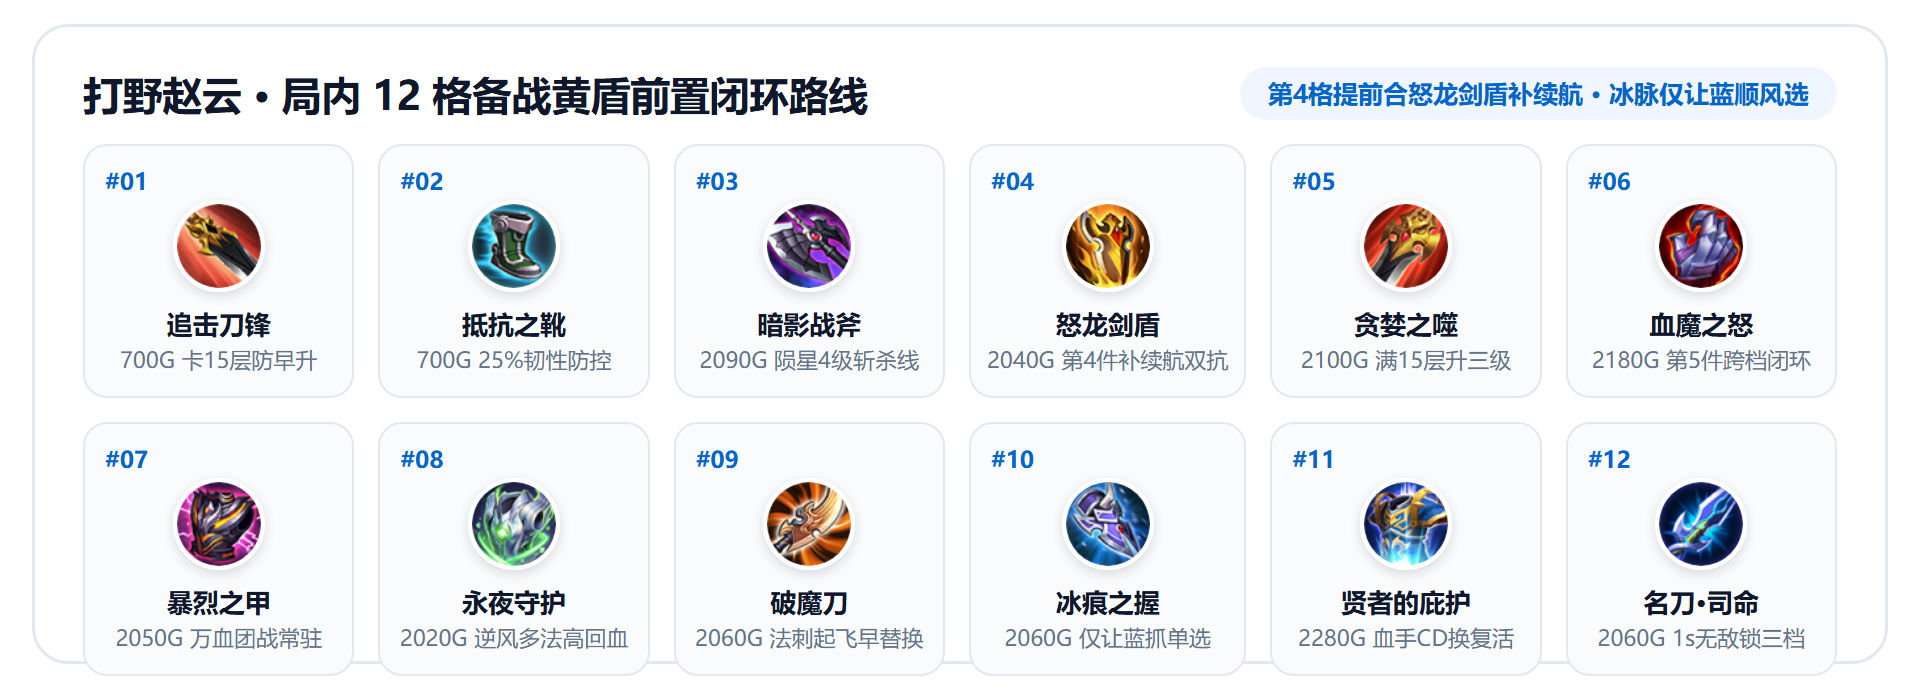 打野赵云·局内 12 格备战黄盾前置闭环路线
第4格提前合怒龙剑盾补续航·冰脉仅让蓝顺风选
#01
追击刀锋
700G 卡15层防早升
#02
抵抗之靴
700G 25%韧性防控
#03
暗影战斧
2090G 陨星4级斩杀线
#04
怒龙剑盾
2040G 第4件补续航双抗
#05
贪婪之噬
2100G 满15层升三级
#06
血魔之怒
2180G 第5件跨档闭环
#07
暴烈之甲
2050G 万血团战常驻
#08
永夜守护
2020G 逆风多法高回血
#09
破魔刀
2060G 法刺起飞早替换
#10
冰痕之握
2060G 仅让蓝抓单选
#11
贤者的庇护
2280G 血手CD换复活
#12
名刀·司命
2060G 1s无敌锁三档